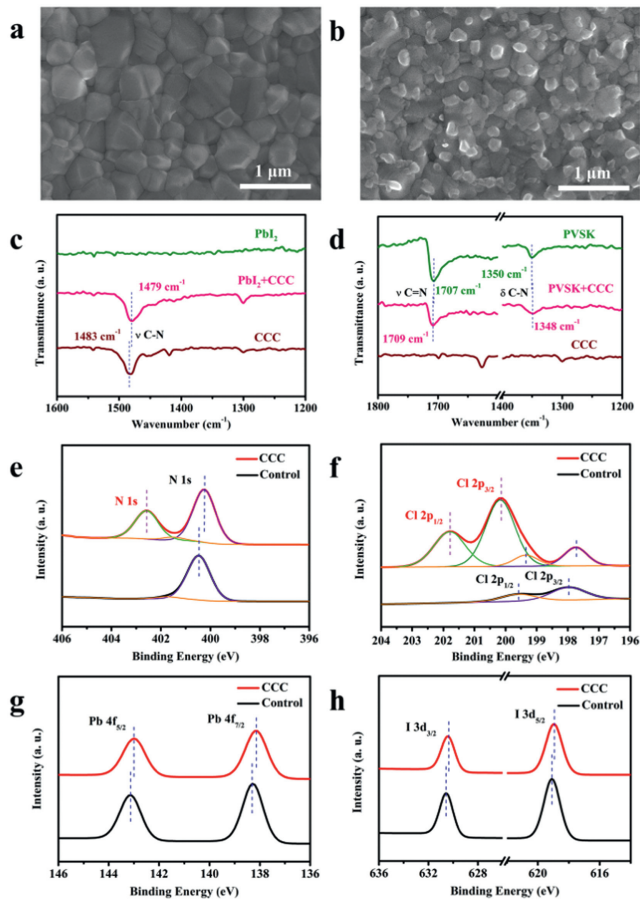 a
b
1 μm
1 μm
c
PbI₂
1479 cm⁻¹
PbI₂+CCC
1483 cm⁻¹
ν C-N
CCC
Transmittance (a. u.)
1600 1500 1400 1300 1200
Wavenumber (cm⁻¹)
d
PVSK
1350 cm⁻¹
1707 cm⁻¹
ν C=N
δ C-N
PVSK+CCC
1709 cm⁻¹
1348 cm⁻¹
CCC
Transmittance (a. u.)
1800 1700 1400 1300 1200
Wavenumber (cm⁻¹)
e
CCC
Control
N 1s
N 1s
Intensity (a. u.)
406 404 402 400 398 396
Binding Energy (eV)
f
CCC
Control
Cl 2p₃/₂
Cl 2p₁/₂
Cl 2p₁/₂
Cl 2p₃/₂
Intensity (a. u.)
204 203 202 201 200 199 198 197 196
Binding Energy (eV)
g
CCC
Control
Pb 4f₅/₂
Pb 4f₇/₂
Intensity (a. u.)
146 144 142 140 138 136
Binding Energy (eV)
h
CCC
Control
I 3d₃/₂
I 3d₅/₂
Intensity (a. u.)
636 632 628 620 616
Binding Energy (eV)